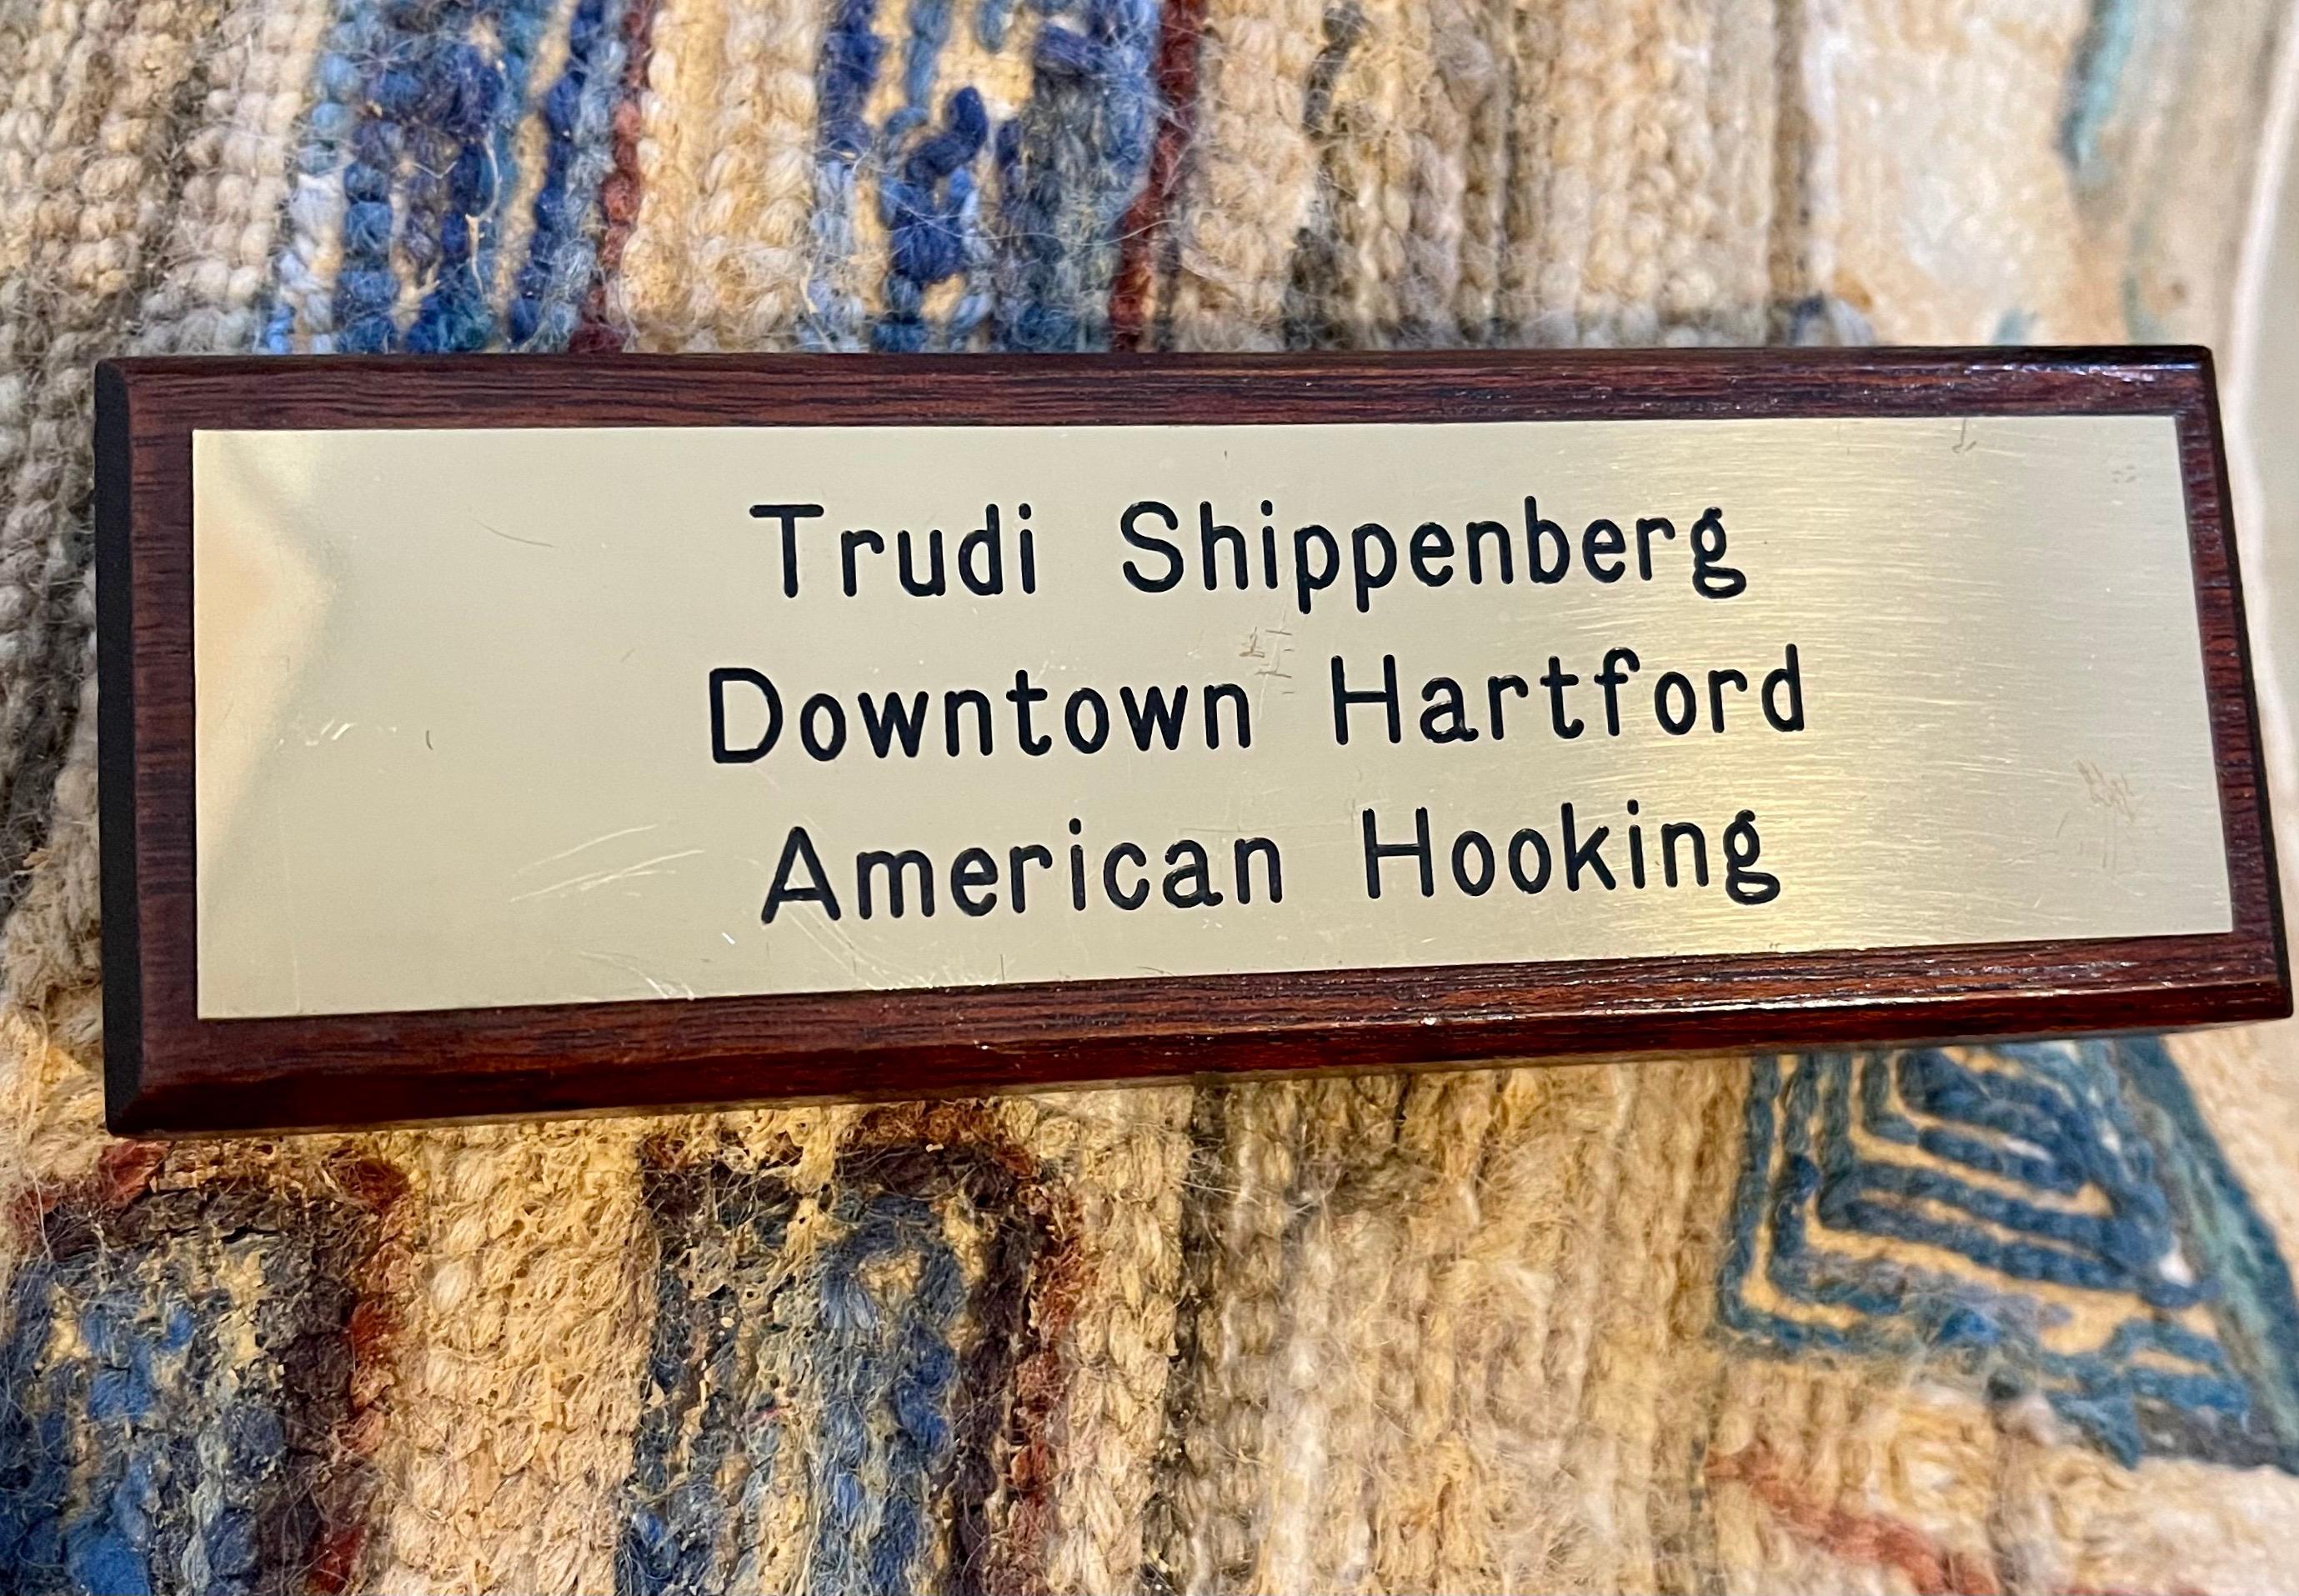 Trudi Shippenberg
Downtown Hartford
American Hooking